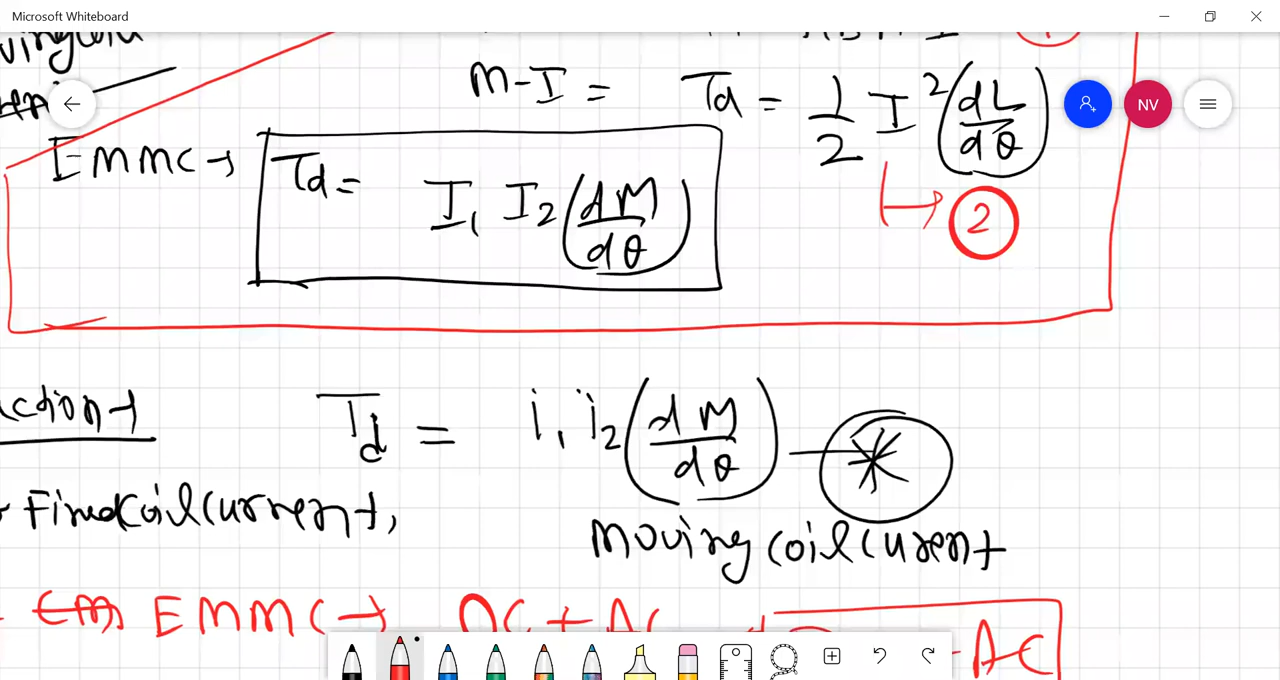 Microsoft Whiteboard
M-I = Td = 1/2 I² (dL/dθ)
NV
EMMC → Td = I₁ I₂ (dM/dθ)
2
Td = i₁ i₂ (dM/dθ) *
Fixed coil current,
moving coil current
EMMC → DC + AC
AC